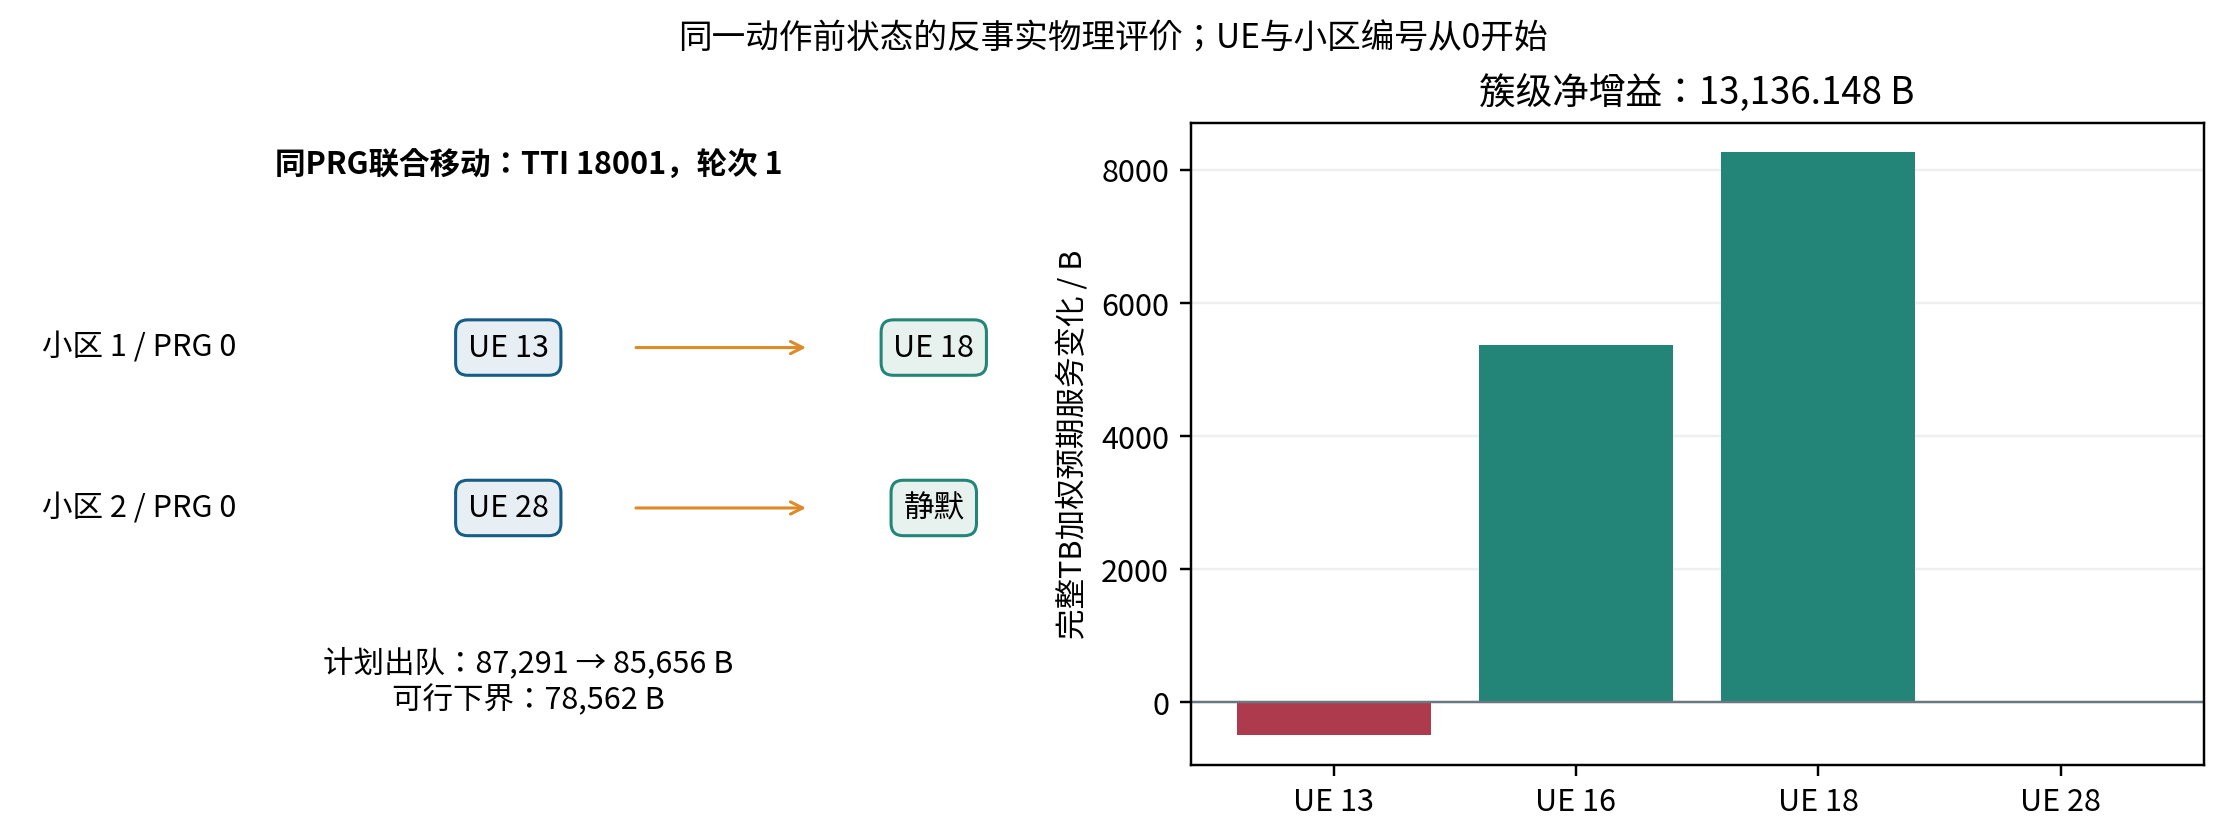 同一动作前状态的反事实物理评价；UE与小区编号从0开始
同PRG联合移动：TTI 18001，轮次 1
小区 1 / PRG 0
UE 13
UE 18
小区 2 / PRG 0
UE 28
静默
计划出队：87,291 → 85,656 B
可行下界：78,562 B
簇级净增益：13,136.148 B
完整TB加权预期服务变化 / B
8000
6000
4000
2000
0
UE 13
UE 16
UE 18
UE 28